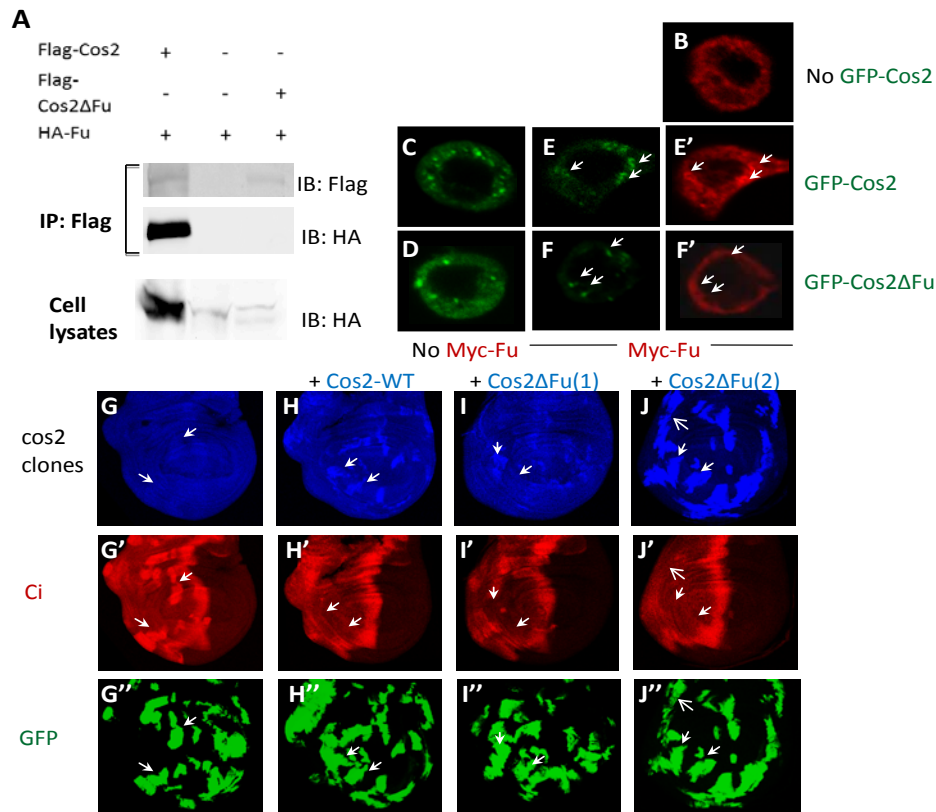 A
Flag-Cos2 + - -
Flag-Cos2ΔFu - - +
HA-Fu + + +
IP: Flag
IB: Flag
IB: HA
Cell lysates
IB: HA
B
No GFP-Cos2
C
E
E'
GFP-Cos2
D
F
F'
GFP-Cos2ΔFu
No Myc-Fu
Myc-Fu
+ Cos2-WT
+ Cos2ΔFu(1)
+ Cos2ΔFu(2)
cos2 clones
G
H
I
J
Ci
G'
H'
I'
J'
GFP
G''
H''
I''
J''